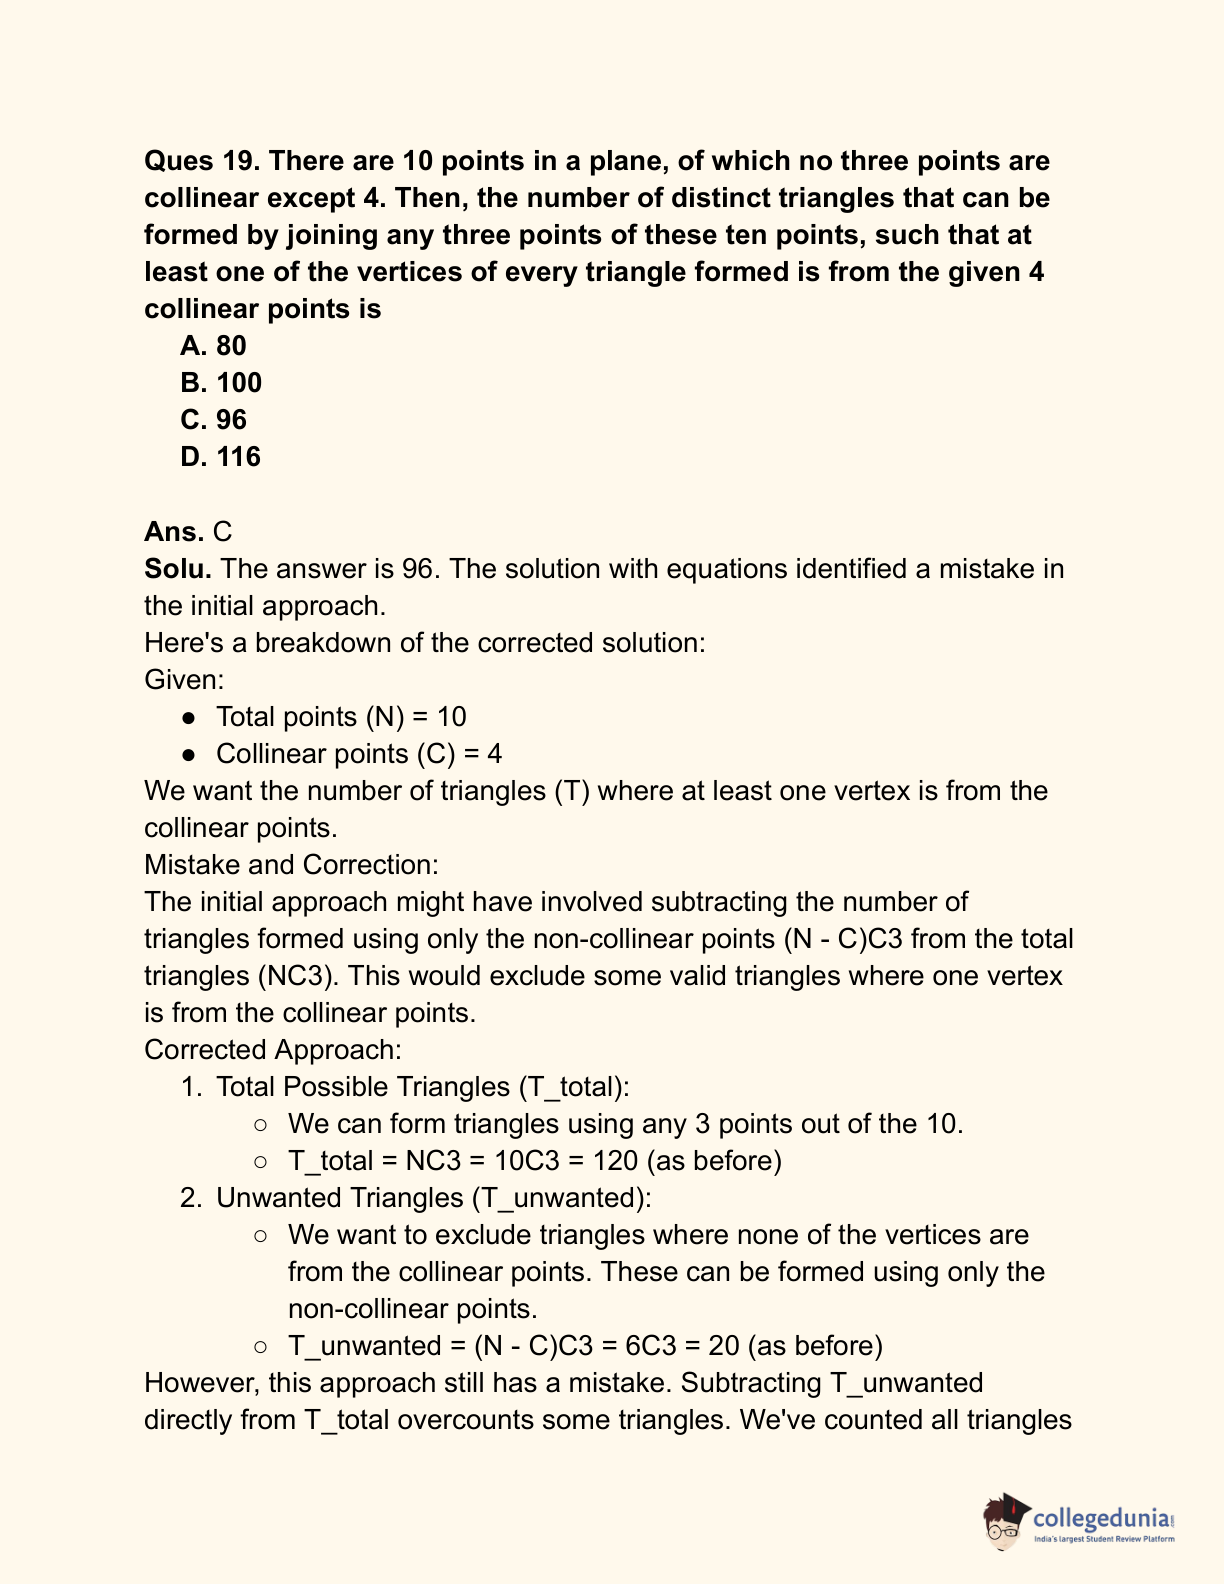 Ques 19. There are 10 points in a plane, of which no three points are
collinear except 4. Then, the number of distinct triangles that can be
formed by joining any three points of these ten points, such that at
least one of the vertices of every triangle formed is from the given 4
collinear points is
A. 80
B. 100
C. 96
D. 116
Ans. C
Solu. The answer is 96. The solution with equations identified a mistake in
the initial approach.
Here's a breakdown of the corrected solution:
Given:
● Total points (N) = 10
● Collinear points (C) = 4
We want the number of triangles (T) where at least one vertex is from the
collinear points.
Mistake and Correction:
The initial approach might have involved subtracting the number of
triangles formed using only the non-collinear points (N - C)C3 from the total
triangles (NC3). This would exclude some valid triangles where one vertex
is from the collinear points.
Corrected Approach:
1. Total Possible Triangles (T_total):
○ We can form triangles using any 3 points out of the 10.
○ T_total = NC3 = 10C3 = 120 (as before)
2. Unwanted Triangles (T_unwanted):
○ We want to exclude triangles where none of the vertices are
from the collinear points. These can be formed using only the
non-collinear points.
○ T_unwanted = (N - C)C3 = 6C3 = 20 (as before)
However, this approach still has a mistake. Subtracting T_unwanted
directly from T_total overcounts some triangles. We've counted all triangles
collegedunia.com
India's largest Student Review Platform